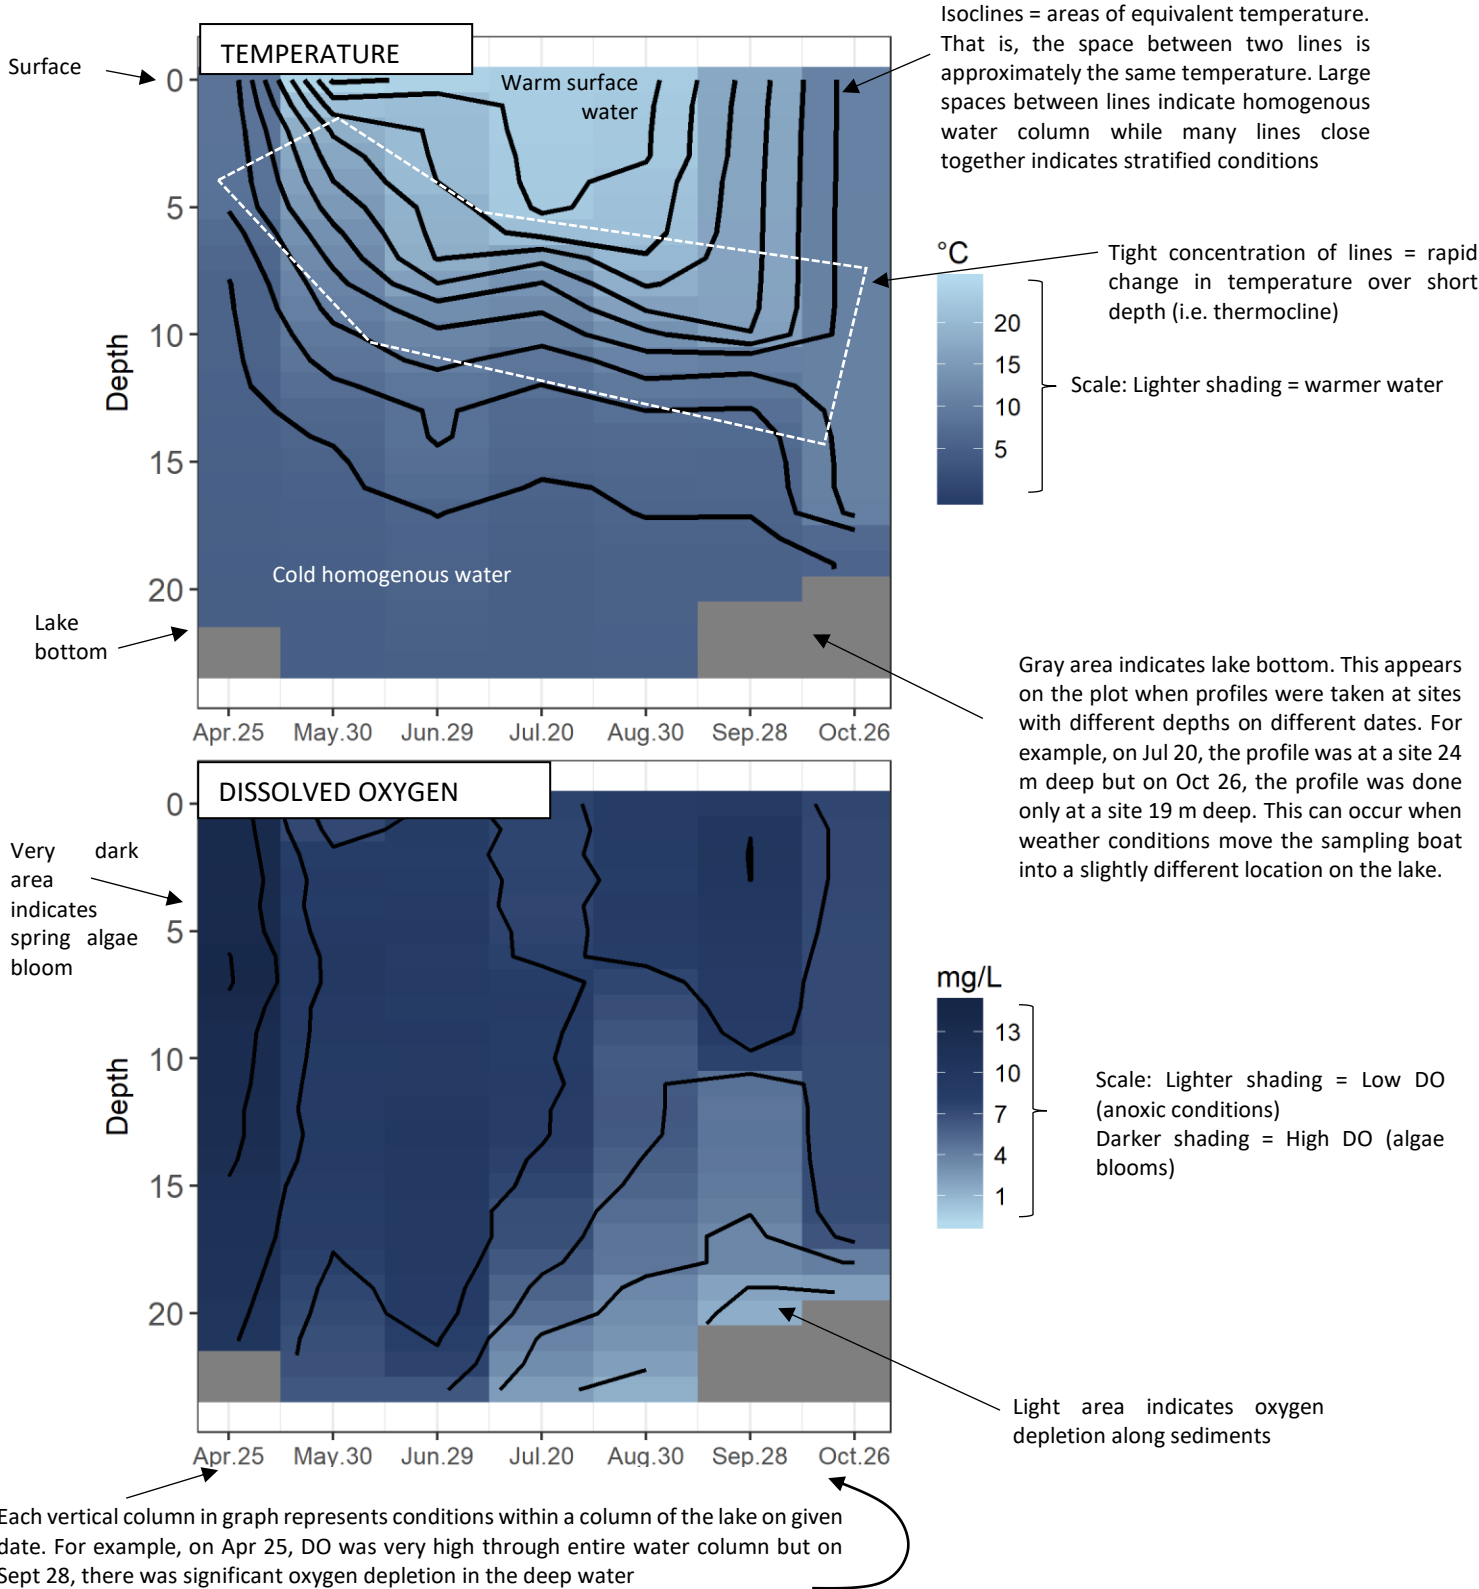 Isoclines = areas of equivalent temperature.
That is, the space between two lines is
approximately the same temperature. Large
spaces between lines indicate homogenous
water column while many lines close
together indicates stratified conditions
TEMPERATURE
Surface
Warm surface
water
0
5
10
15
20
Depth
°C
20
15
10
5
Tight concentration of lines = rapid
change in temperature over short
depth (i.e. thermocline)
Scale: Lighter shading = warmer water
Cold homogenous water
Lake
bottom
Gray area indicates lake bottom. This appears
on the plot when profiles were taken at sites
with different depths on different dates. For
example, on Jul 20, the profile was at a site 24
m deep but on Oct 26, the profile was done
only at a site 19 m deep. This can occur when
weather conditions move the sampling boat
into a slightly different location on the lake.
Apr.25 May.30 Jun.29 Jul.20 Aug.30 Sep.28 Oct.26
DISSOLVED OXYGEN
Very dark
area
indicates
spring algae
bloom
0
5
10
15
20
Depth
mg/L
13
10
7
4
1
Scale: Lighter shading = Low DO
(anoxic conditions)
Darker shading = High DO (algae
blooms)
Light area indicates oxygen
depletion along sediments
Apr.25 May.30 Jun.29 Jul.20 Aug.30 Sep.28 Oct.26
Each vertical column in graph represents conditions within a column of the lake on given
date. For example, on Apr 25, DO was very high through entire water column but on
Sept 28, there was significant oxygen depletion in the deep water